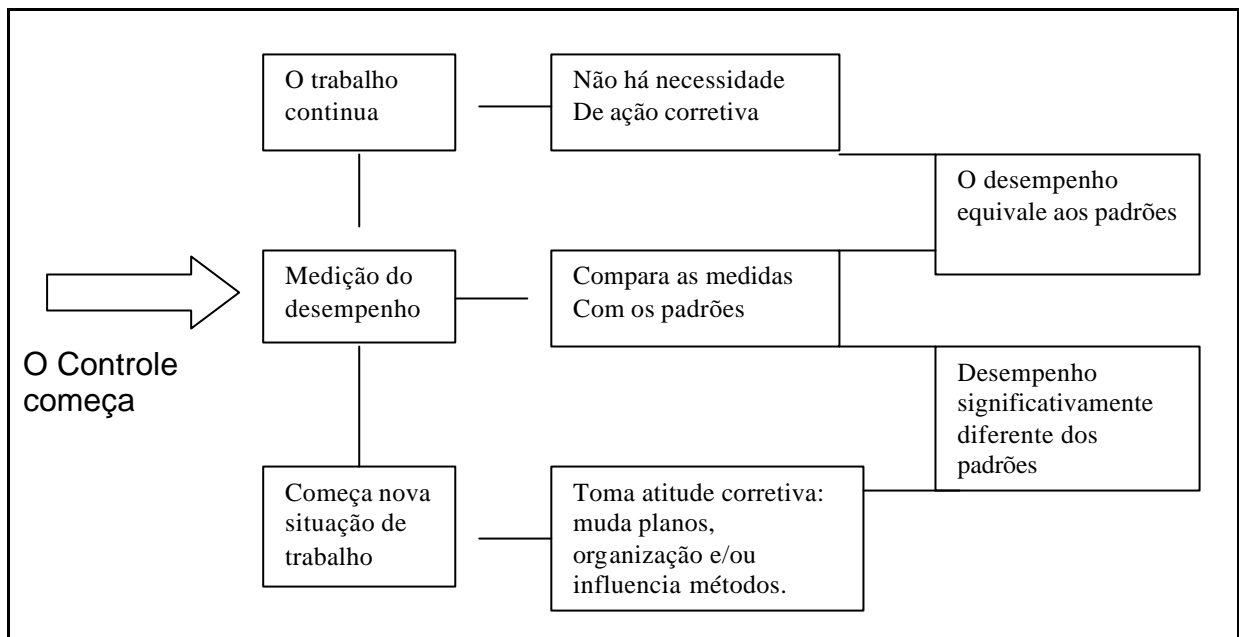 O trabalho
continua
Não há necessidade
De ação corretiva
O desempenho
equivale aos padrões
Medição do
desempenho
Compara as medidas
Com os padrões
O Controle
começa
Desempenho
significativamente
diferente dos
padrões
Começa nova
situação de
trabalho
Toma atitude corretiva:
muda planos,
organização e/ou
influencia métodos.